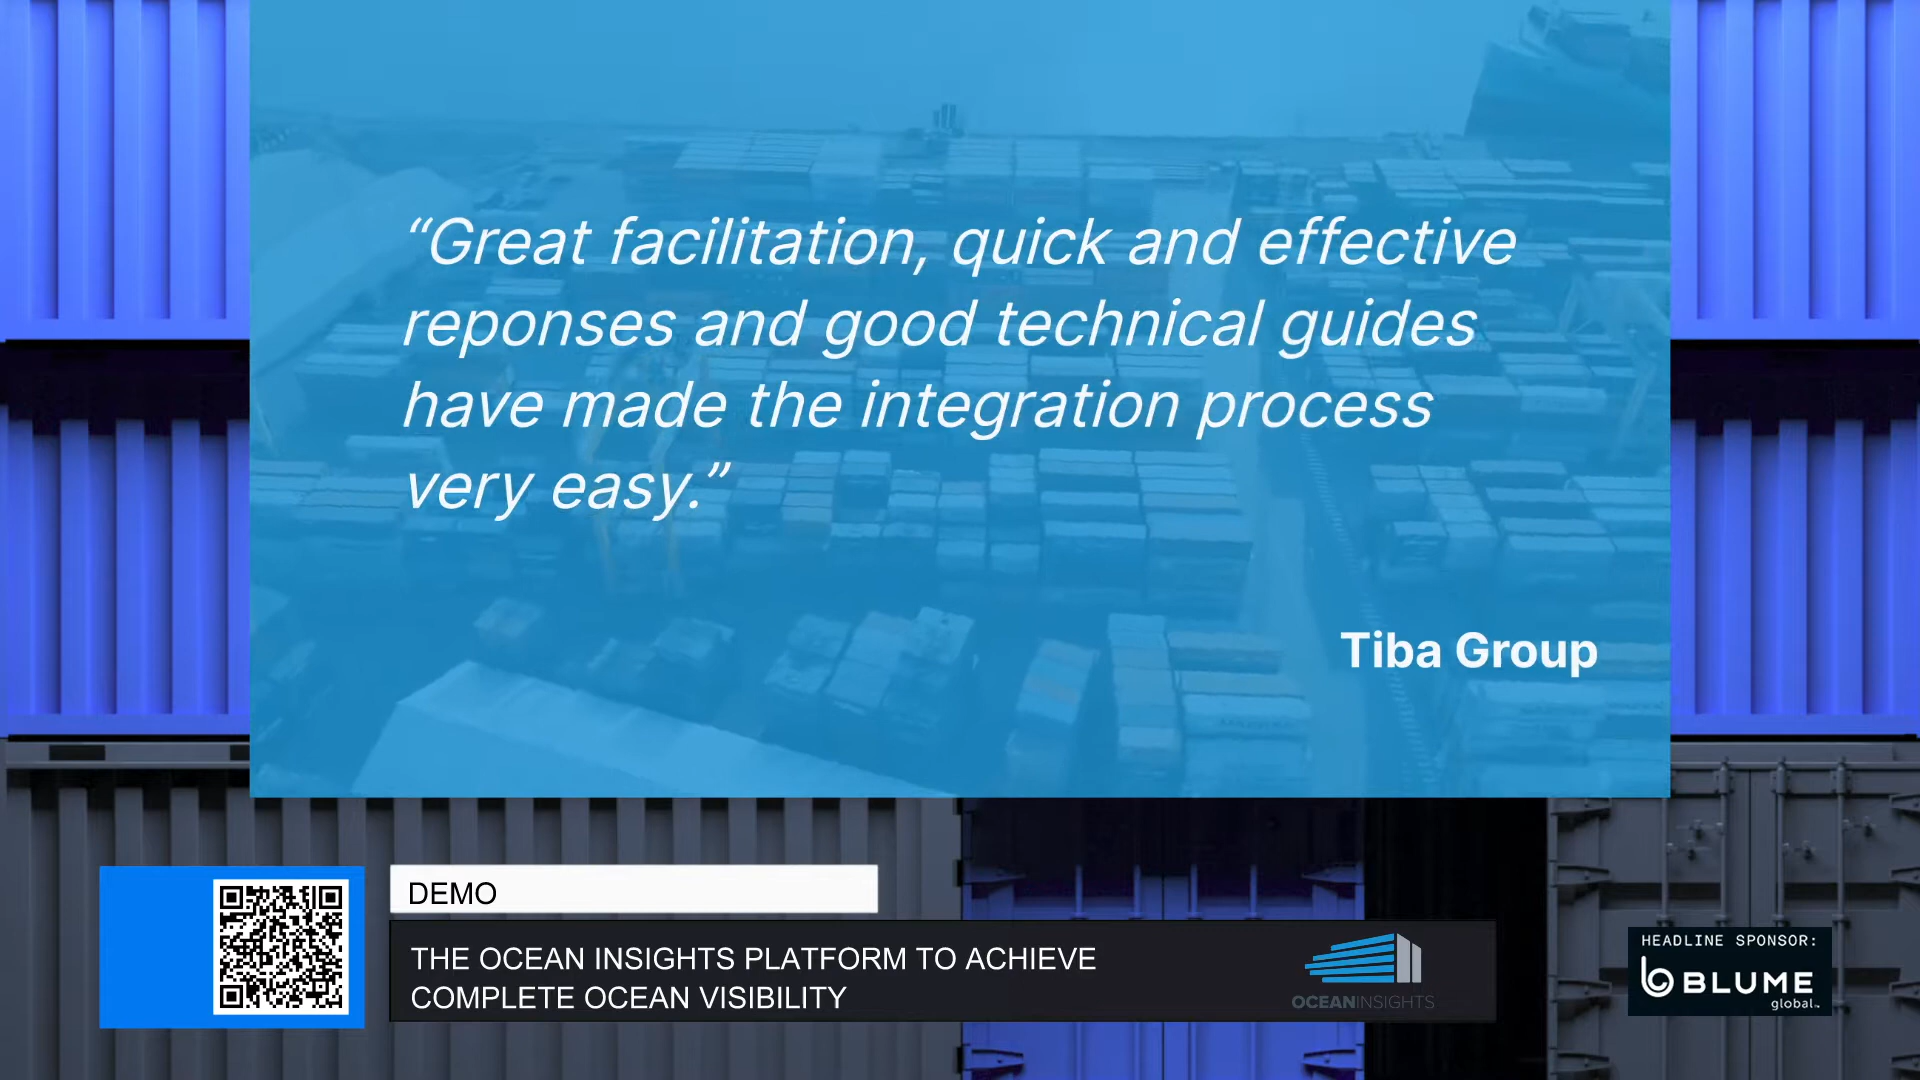 “Great facilitation, quick and effective
reponses and good technical guides
have made the integration process
very easy.”
Tiba Group
DEMO
THE OCEAN INSIGHTS PLATFORM TO ACHIEVE
COMPLETE OCEAN VISIBILITY
OCEANINSIGHTS
HEADLINE SPONSOR:
BLUME
global™